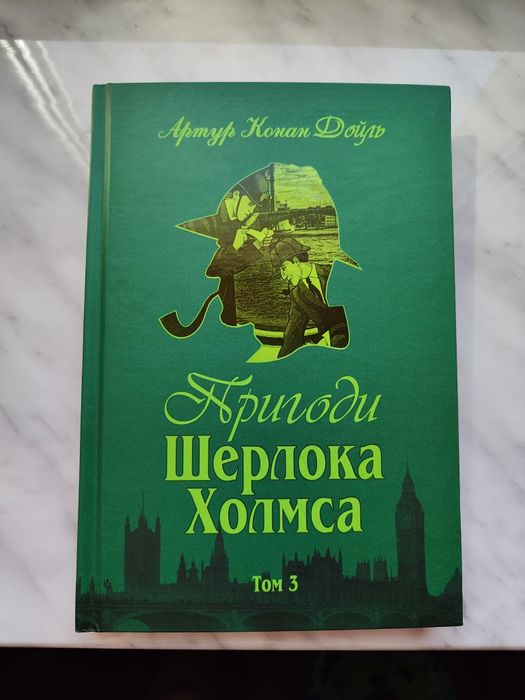 Артур Конан Дойль
Пригоди
Шерлока
Холмса
Том 3